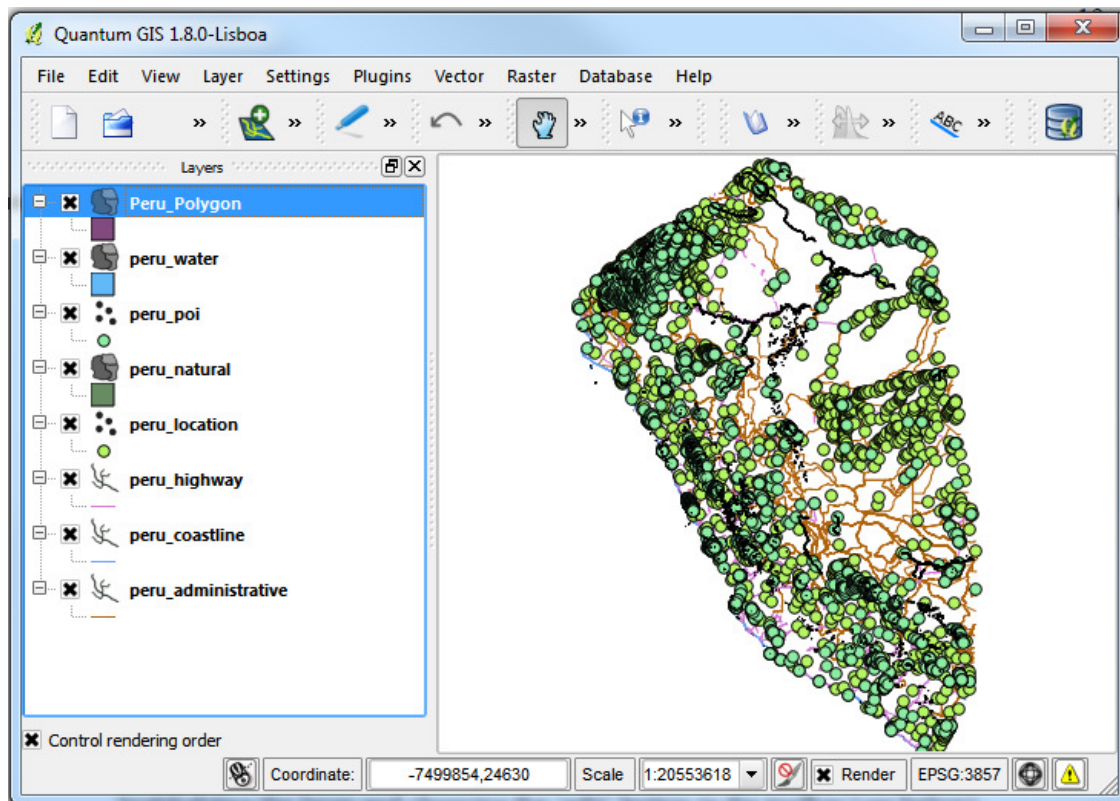 Quantum GIS 1.8.0-Lisboa
File Edit View Layer Settings Plugins Vector Raster Database Help
» » » » » » » » ABC »
Layers
Peru_Polygon
peru_water
peru_poi
peru_natural
peru_location
peru_highway
peru_coastline
peru_administrative
Control rendering order
Coordinate: -7499854,24630 Scale 1:20553618 Render EPSG:3857